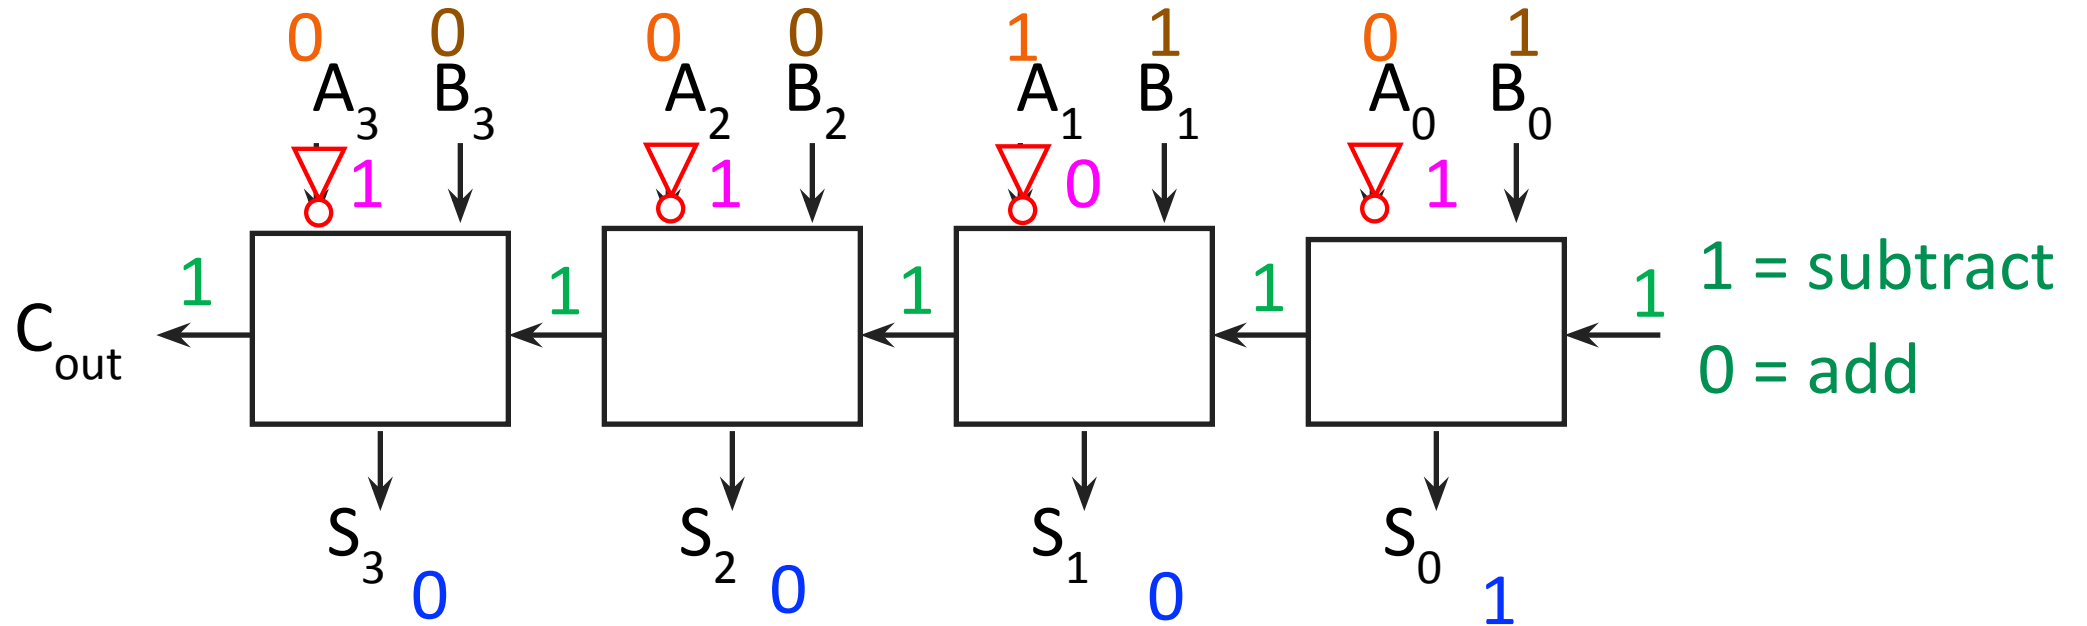 0 0 0 0 1 1 0 1
A3 B3 A2 B2 A1 B1 A0 B0
1 1 0 1
1 1 1 1 1 1 = subtract
Cout 0 = add
S3 S2 S1 S0
0 0 0 1